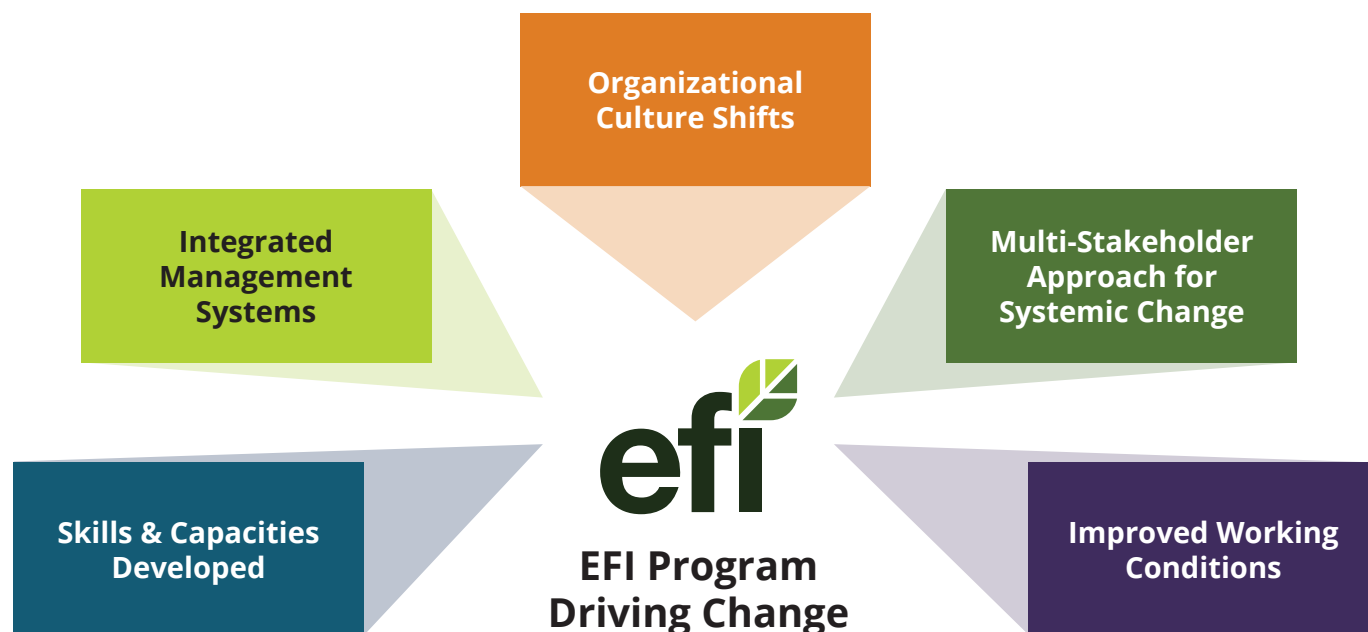 Organizational
Culture Shifts
Integrated
Management
Systems
Multi-Stakeholder
Approach for
Systemic Change
Skills & Capacities
Developed
efi
EFI Program
Driving Change
Improved Working
Conditions